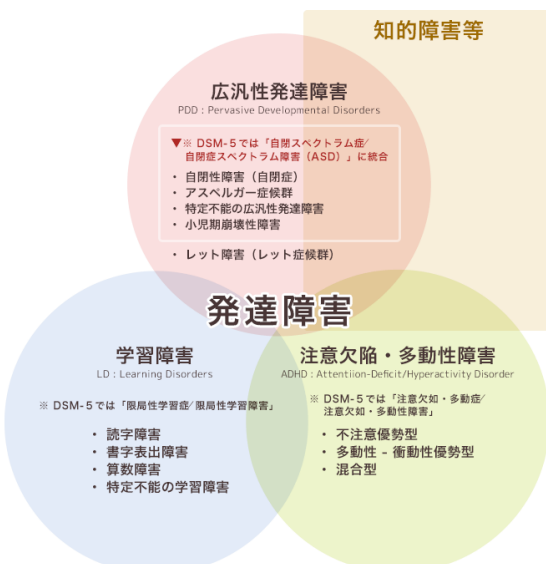 知的障害等
広汎性発達障害
PDD : Pervasive Developmental Disorders
▼※ DSM-5では「自閉スペクトラム症/
自閉症スペクトラム障害(ASD)」に統合
・ 自閉性障害(自閉症)
・ アスペルガー症候群
・ 特定不能の広汎性発達障害
・ 小児期崩壊性障害
・ レット障害(レット症候群)
発達障害
学習障害
LD : Learning Disorders
※ DSM-5では「限局性学習症/限局性学習障害」
・ 読字障害
・ 書字表出障害
・ 算数障害
・ 特定不能の学習障害
注意欠陥・多動性障害
ADHD : Attentiion-Deficit/Hyperactivity Disorder
※ DSM-5では「注意欠如・多動症/
注意欠如・多動性障害」
・ 不注意優勢型
・ 多動性 - 衝動性優勢型
・ 混合型